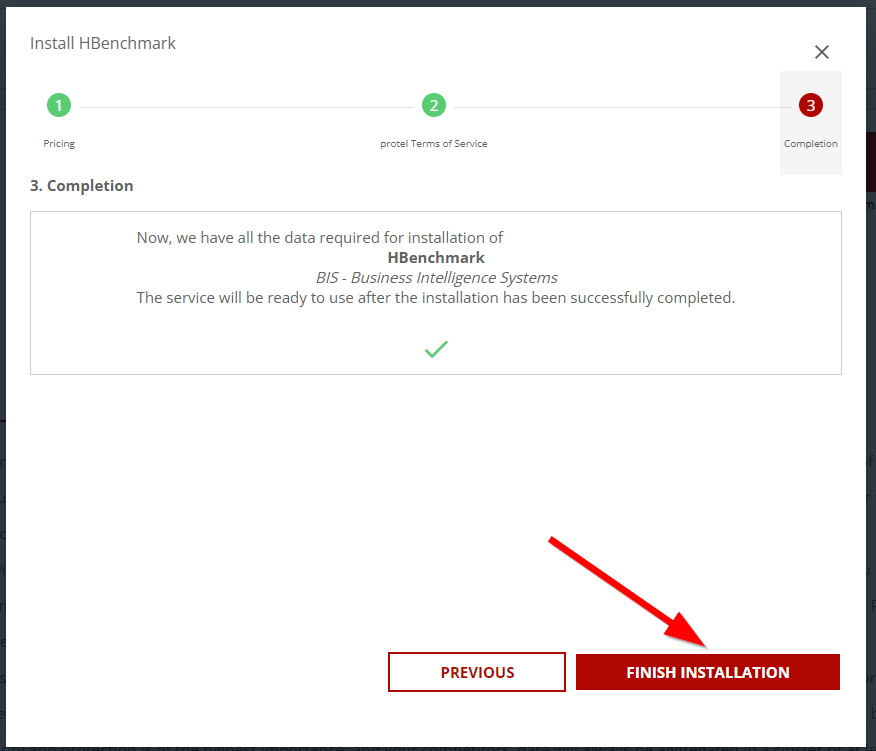 Install HBenchmark
1
2
3
Pricing
protel Terms of Service
Completion
3. Completion
Now, we have all the data required for installation of
HBenchmark
BIS - Business Intelligence Systems
The service will be ready to use after the installation has been successfully completed.
PREVIOUS
FINISH INSTALLATION